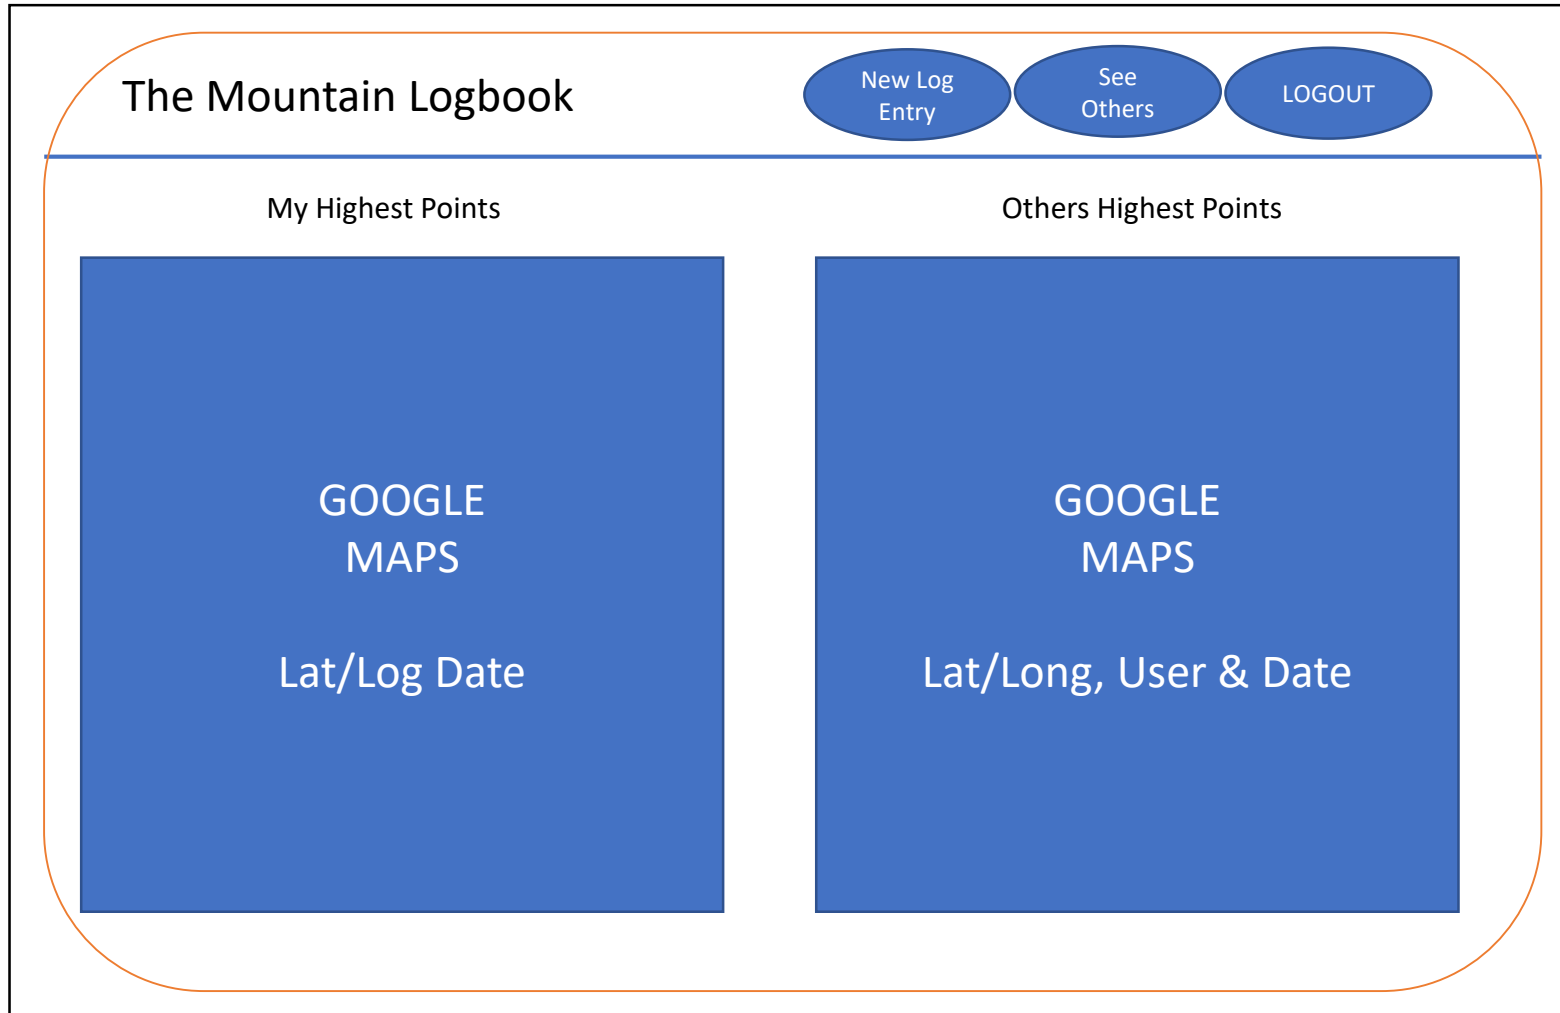 The Mountain Logbook
New Log
Entry
See
Others
LOGOUT
My Highest Points
Others Highest Points
GOOGLE
MAPS
Lat/Log Date
GOOGLE
MAPS
Lat/Long, User & Date